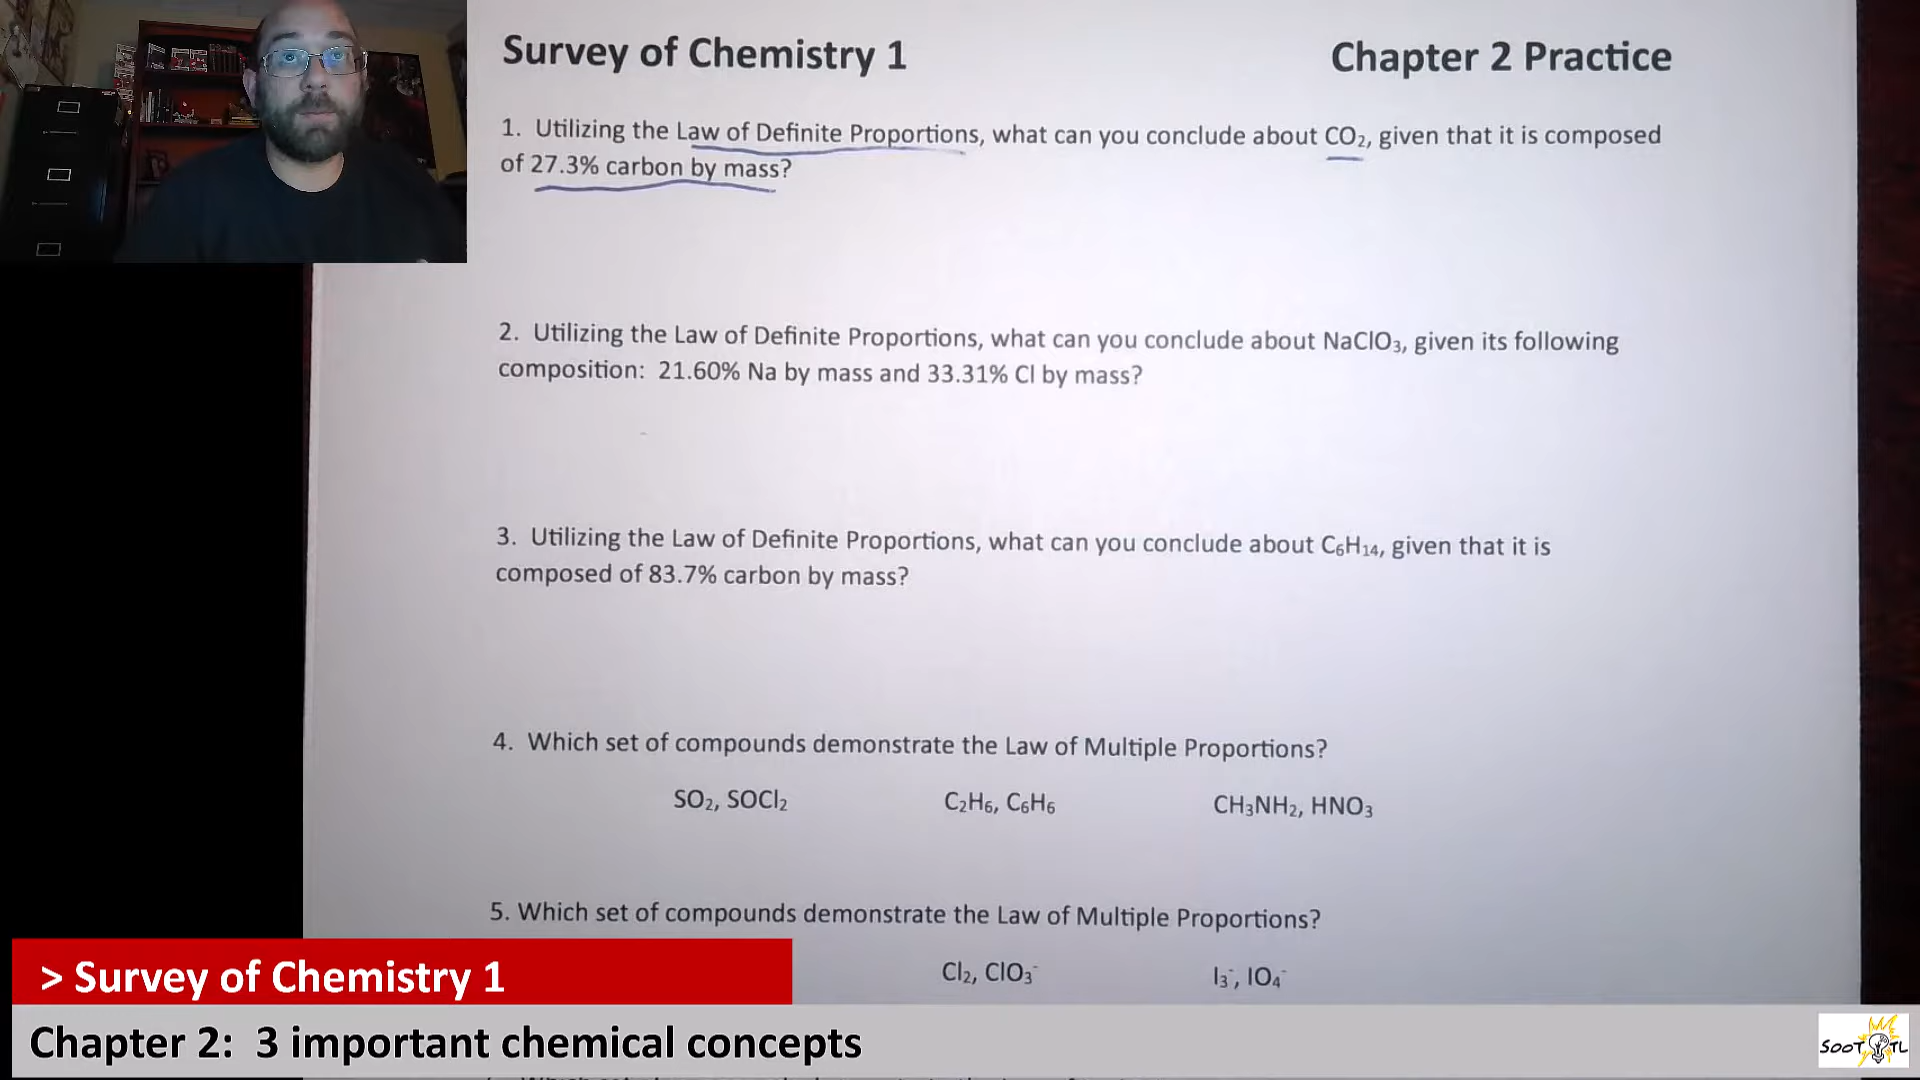 Survey of Chemistry 1
Chapter 2 Practice
1. Utilizing the Law of Definite Proportions, what can you conclude about CO₂, given that it is composed
of 27.3% carbon by mass?
2. Utilizing the Law of Definite Proportions, what can you conclude about NaClO₃, given its following
composition: 21.60% Na by mass and 33.31% Cl by mass?
3. Utilizing the Law of Definite Proportions, what can you conclude about C₆H₁₄, given that it is
composed of 83.7% carbon by mass?
4. Which set of compounds demonstrate the Law of Multiple Proportions?
SO₂, SOCl₂ C₂H₆, C₆H₆ CH₃NH₂, HNO₃
5. Which set of compounds demonstrate the Law of Multiple Proportions?
Cl₂, ClO₃⁻ I₃⁻, IO₄⁻
> Survey of Chemistry 1
Chapter 2: 3 important chemical concepts
SOOTTL